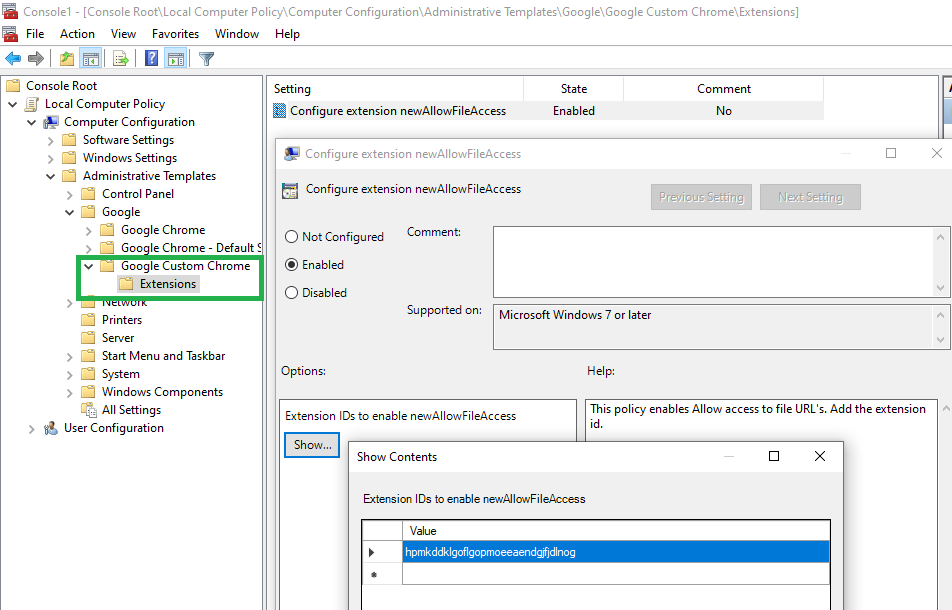 Console1 - [Console Root\Local Computer Policy\Computer Configuration\Administrative Templates\Google\Google Custom Chrome\Extensions]
File Action View Favorites Window Help
Console Root
Local Computer Policy
Computer Configuration
Software Settings
Windows Settings
Administrative Templates
Control Panel
Google
Google Chrome
Google Chrome - Default S
Google Custom Chrome
Extensions
Network
Printers
Server
Start Menu and Taskbar
System
Windows Components
All Settings
User Configuration
Setting State Comment
Configure extension newAllowFileAccess Enabled No
Configure extension newAllowFileAccess
Configure extension newAllowFileAccess
Previous Setting Next Setting
Not Configured
Enabled
Disabled
Comment:
Supported on:
Microsoft Windows 7 or later
Options:
Help:
Extension IDs to enable newAllowFileAccess
Show...
This policy enables Allow access to file URL's. Add the extension
id.
Show Contents
Extension IDs to enable newAllowFileAccess
Value
hpmkddklgoflgopmoeeaendgjfjdlnog